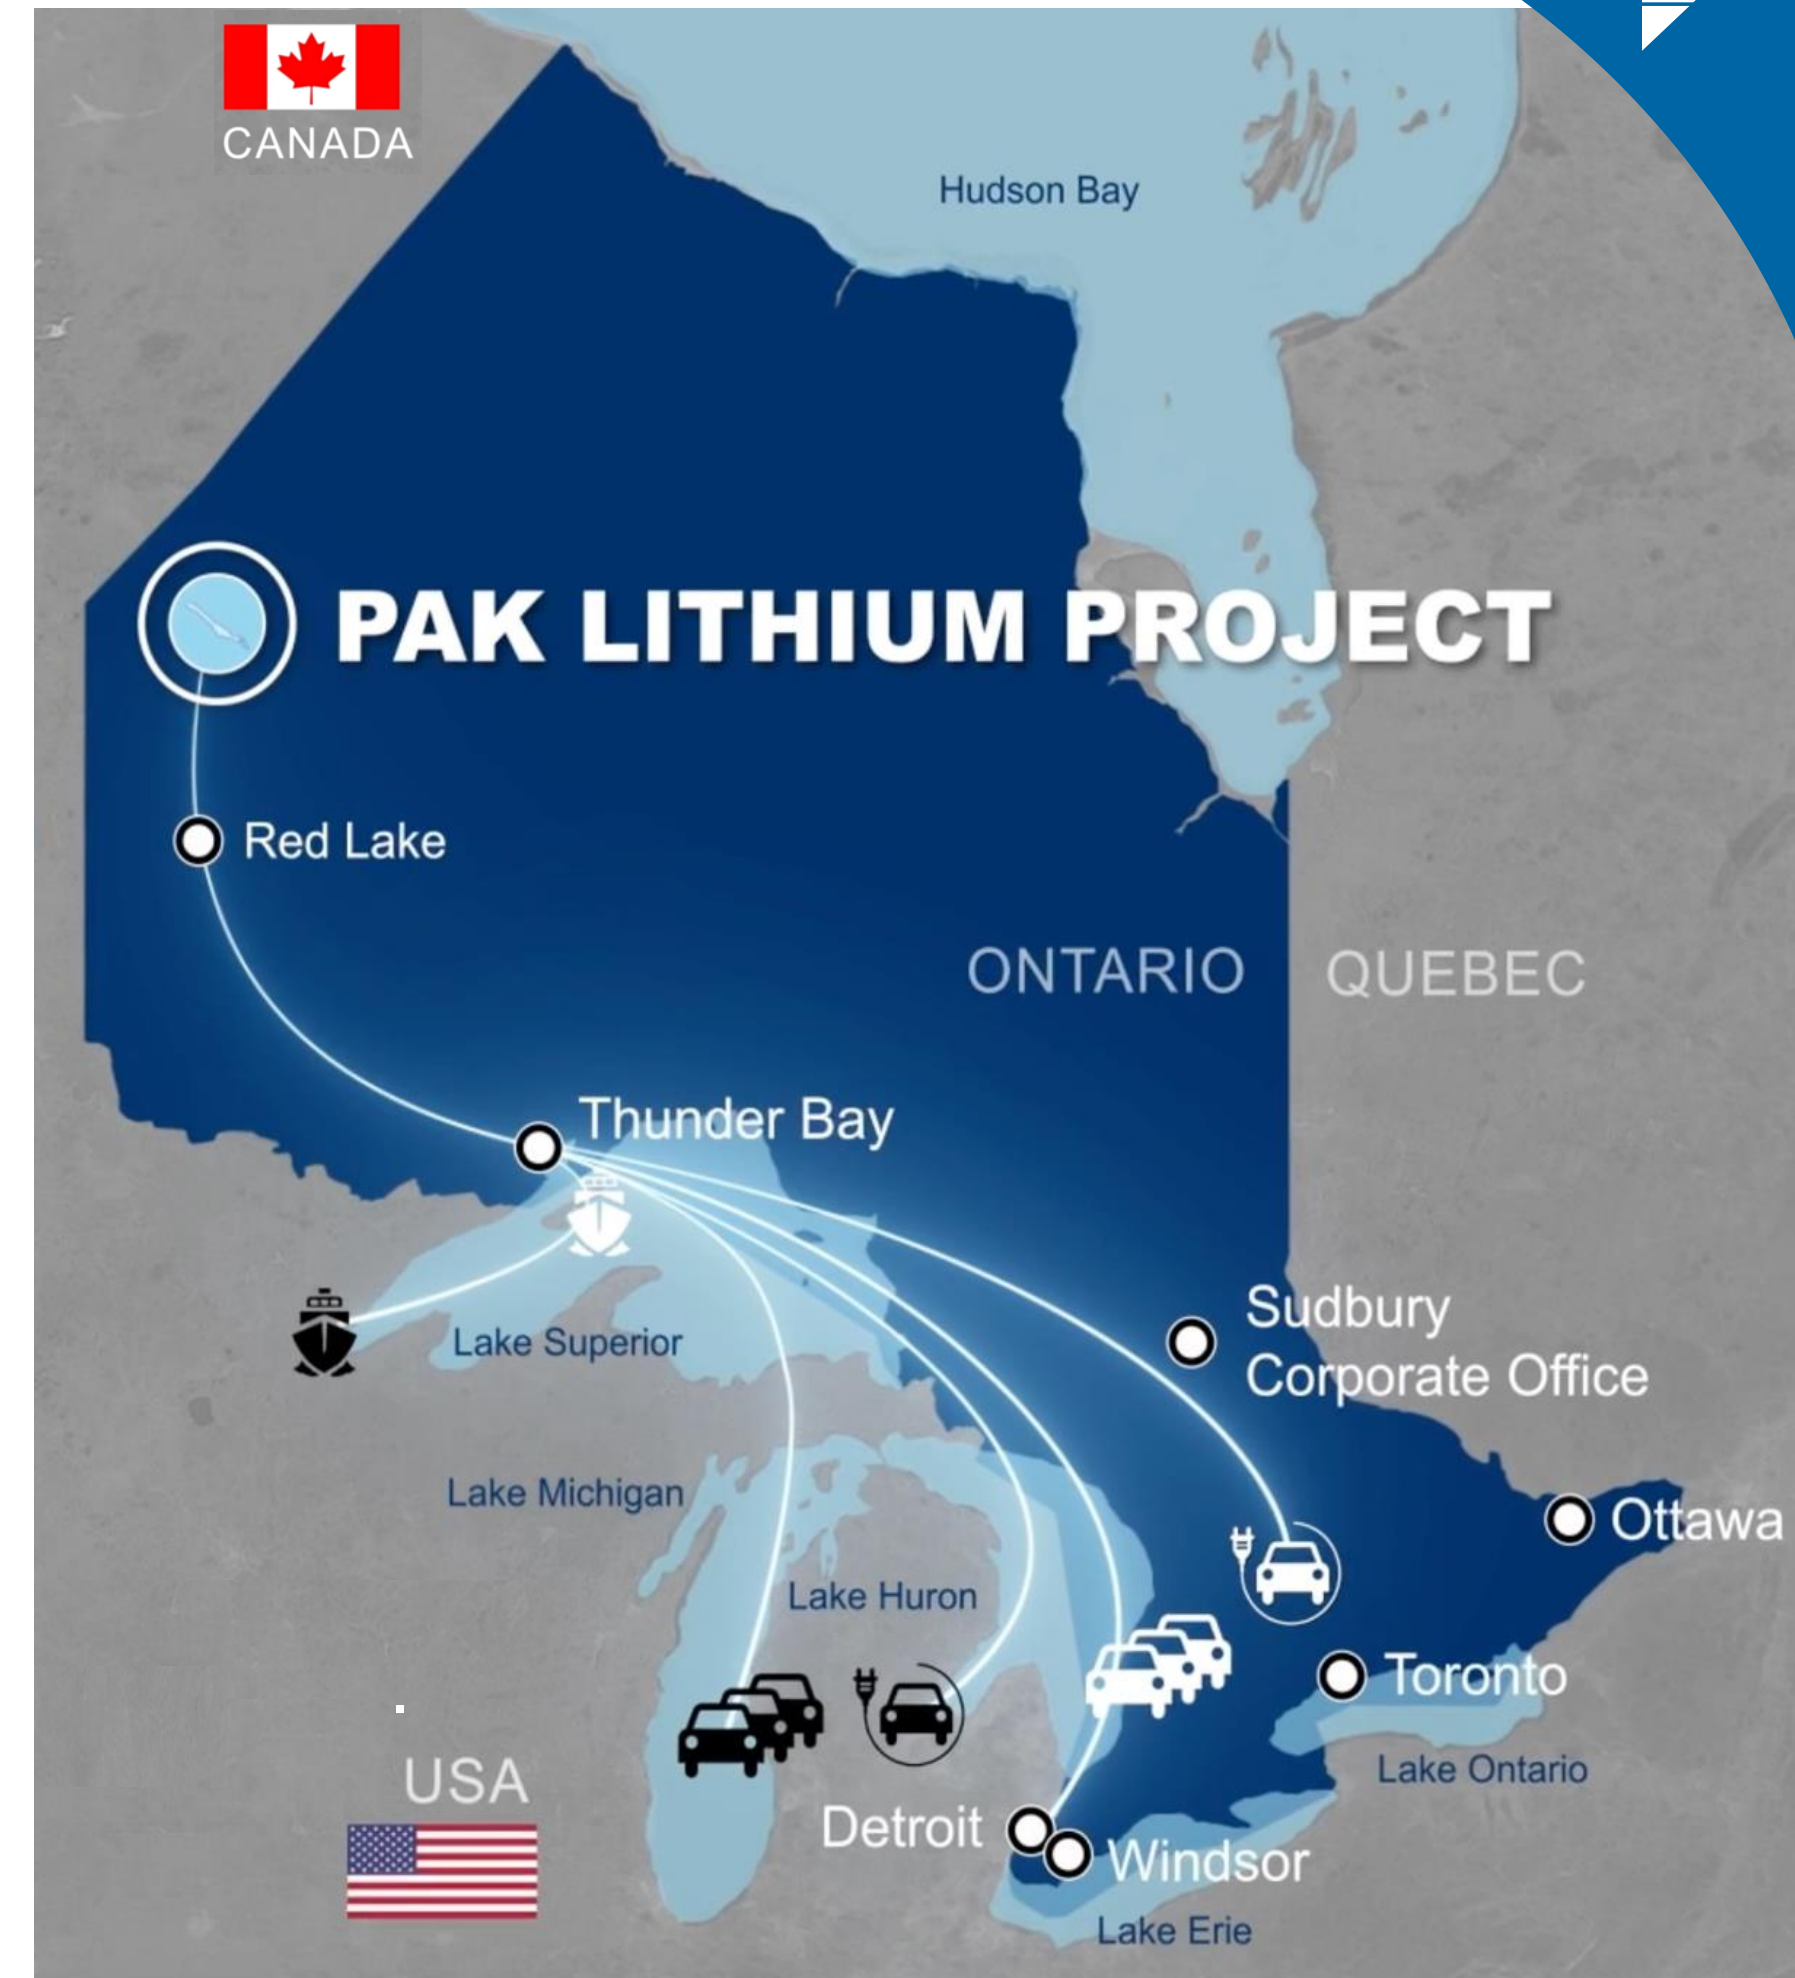 CANADA
Hudson Bay
PAK LITHIUM PROJECT
Red Lake
ONTARIO
QUEBEC
Thunder Bay
Sudbury
Corporate Office
Lake Superior
Lake Michigan
Ottawa
Lake Huron
Toronto
Lake Ontario
USA
Detroit
Windsor
Lake Erie